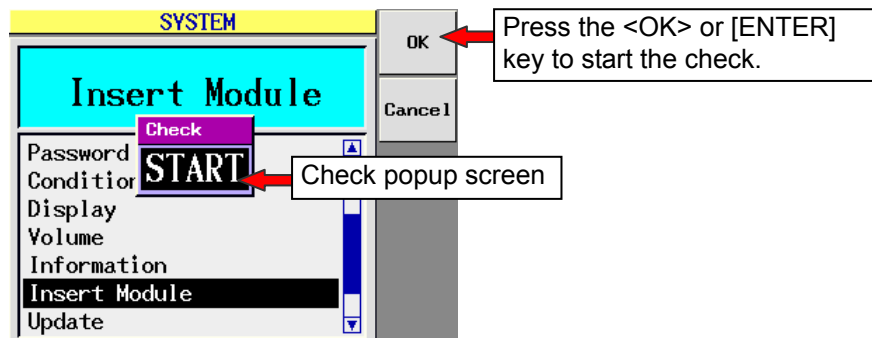 SYSTEM
OK
Press the <OK> or [ENTER]
key to start the check.
Insert Module
Cancel
Check
START
Check popup screen
Password
Display
Volume
Information
Insert Module
Update